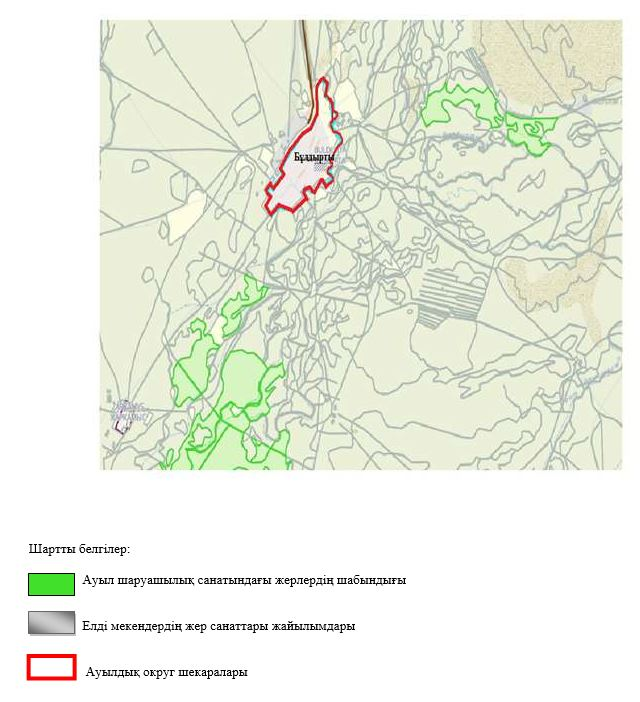 Бұлдырты
Шартты белгілер:
Ауыл шаруашылық санатындағы жерлердің шабындығы
Елді мекендердің жер санаттары жайылымдары
Ауылдық округ шекаралары